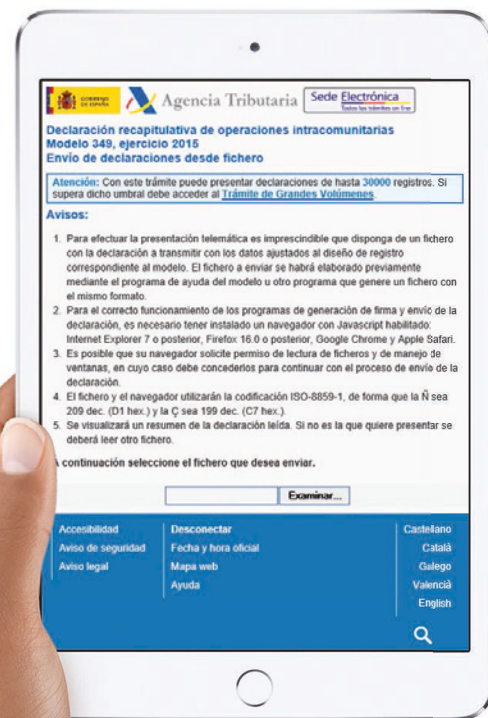 GOBIERNO
DE ESPAÑA
Agencia Tributaria
Sede Electrónica
Todos los trámites on line
Declaración recapitulativa de operaciones intracomunitarias
Modelo 349, ejercicio 2015
Envío de declaraciones desde fichero
Atención: Con este trámite puede presentar declaraciones de hasta 30000 registros. Si
supera dicho umbral debe acceder al Trámite de Grandes Volúmenes.
Avisos:
1. Para efectuar la presentación telemática es imprescindible que disponga de un fichero
con la declaración a transmitir con los datos ajustados al diseño de registro
correspondiente al modelo. El fichero a enviar se habrá elaborado previamente
mediante el programa de ayuda del modelo u otro programa que genere un fichero con
el mismo formato.
2. Para el correcto funcionamiento de los programas de generación de firma y envío de la
declaración, es necesario tener instalado un navegador con Javascript habilitado:
Internet Explorer 7 o posterior, Firefox 16.0 o posterior, Google Chrome y Apple Safari.
3. Es posible que su navegador solicite permiso de lectura de ficheros y de manejo de
ventanas, en cuyo caso debe concederlos para continuar con el proceso de envío de la
declaración.
4. El fichero y el navegador utilizarán la codificación ISO-8859-1, de forma que la Ñ sea
209 dec. (D1 hex.) y la Ç sea 199 dec. (C7 hex.).
5. Se visualizará un resumen de la declaración leída. Si no es la que quiere presentar se
deberá leer otro fichero.
continuación seleccione el fichero que desea enviar.
Examinar...
Accesibilidad
Aviso de seguridad
Aviso legal
Desconectar
Fecha y hora oficial
Mapa web
Ayuda
Castellano
Català
Galego
Valencià
English